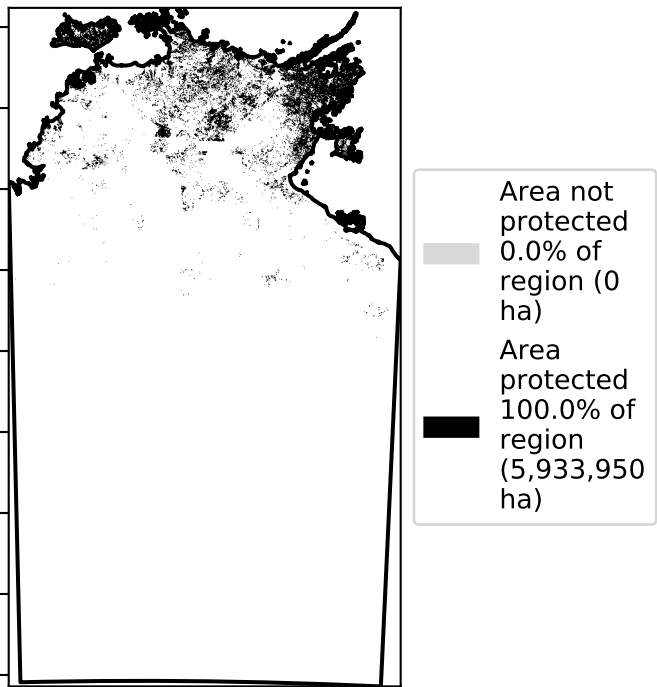 Area not
protected
0.0% of
region (0
ha)
Area
protected
100.0% of
region
(5,933,950
ha)